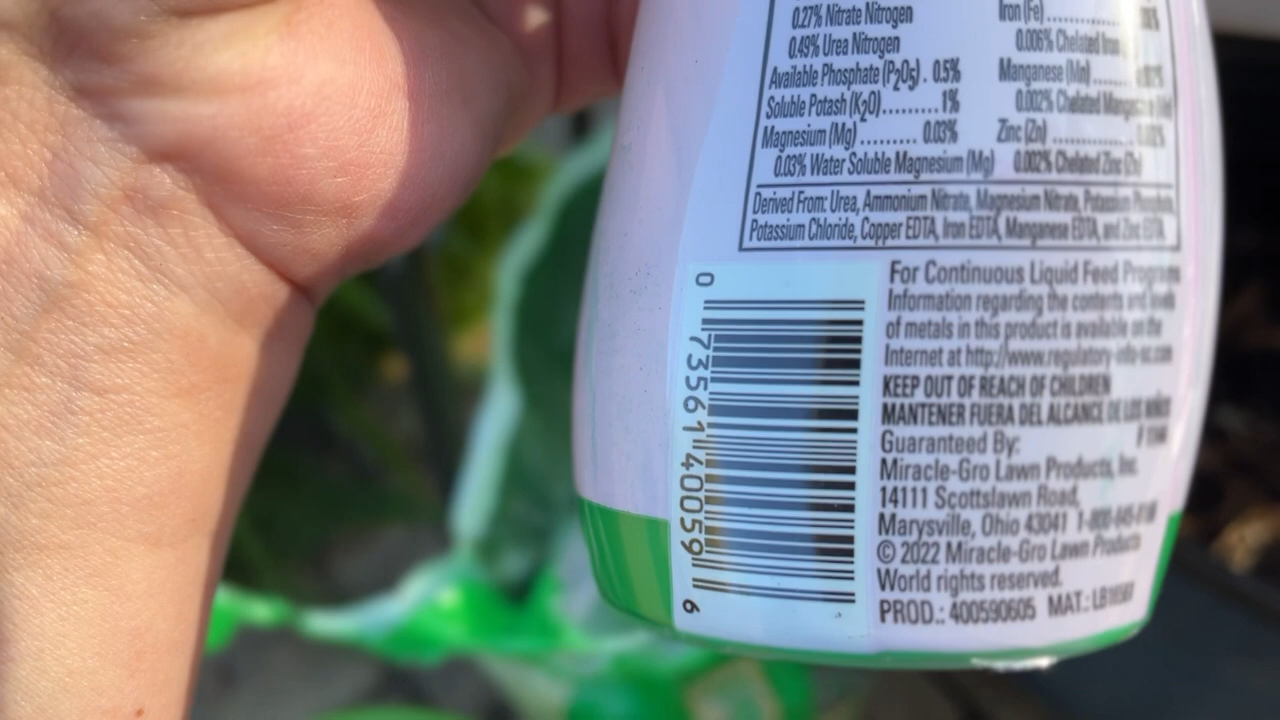 0.27% Nitrate Nitrogen
0.49% Urea Nitrogen
Available Phosphate (P2O5) . 0.5%
Soluble Potash (K2O)......... 1%
Magnesium (Mg) ........ 0.03%
0.03% Water Soluble Magnesium (Mg)
Iron (Fe)
0.006% Chelated Iron
Manganese (Mn)
0.002% Chelated Manganese
Zinc (Zn)
0.002% Chelated Zinc (Zn)
Derived From: Urea, Ammonium Nitrate, Magnesium Nitrate, Potassium Phosphate,
Potassium Chloride, Copper EDTA, Iron EDTA, Manganese EDTA, and Zinc EDTA.
0 73561 40059 6
For Continuous Liquid Feed Programs
Information regarding the contents and levels
of metals in this product is available on the
Internet at http://www.regulatory-info-sc.com
KEEP OUT OF REACH OF CHILDREN
MANTENER FUERA DEL ALCANCE DE LOS NIÑOS
Guaranteed By:
Miracle-Gro Lawn Products, Inc.
14111 Scottslawn Road,
Marysville, Ohio 43041
© 2022 Miracle-Gro Lawn Products
World rights reserved.
PROD.: 400590605 MAT.: